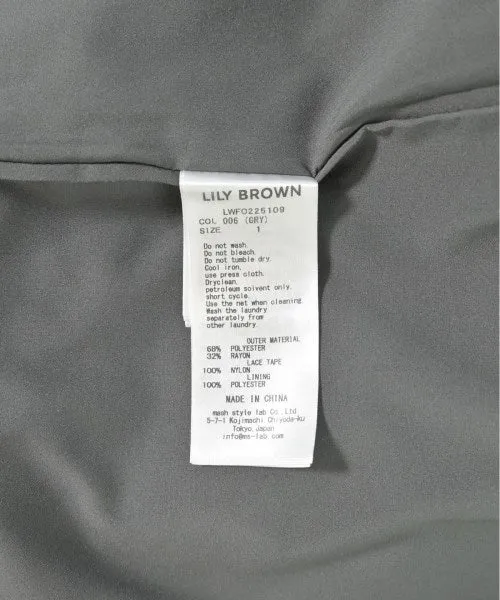 LILY BROWN
LWFO225109
COL 006 (GRY)
SIZE 1
Do not wash.
Do not bleach.
Do not tumble dry.
Cool iron,
use press cloth.
Dryclean,
petroleum solvent only,
short cycle.
Use the net when cleaning.
Wash the laundry
separately from
other laundry.
OUTER MATERIAL
68% POLYESTER
32% RAYON
LACE TAPE
100% NYLON
LINING
100% POLYESTER
MADE IN CHINA
mash style lab Co.,Ltd.
5-7-1 Kojimachi Chiyoda-ku
Tokyo,Japan
info@ms-lab.com